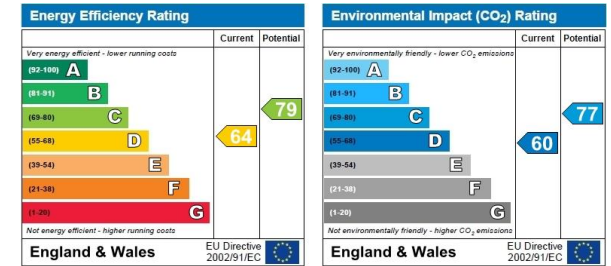 Energy Efficiency Rating
Current Potential
Very energy efficient - lower running costs
(92-100) A
(81-91) B
(69-80) C
79
(55-68) D
64
(39-54) E
(21-38) F
(1-20) G
Not energy efficient - higher running costs
England & Wales
EU Directive
2002/91/EC
Environmental Impact (CO₂) Rating
Current Potential
Very environmentally friendly - lower CO₂ emissions
(92-100) A
(81-91) B
(69-80) C
77
(55-68) D
60
(39-54) E
(21-38) F
(1-20) G
Not environmentally friendly - higher CO₂ emissions
England & Wales
EU Directive
2002/91/EC